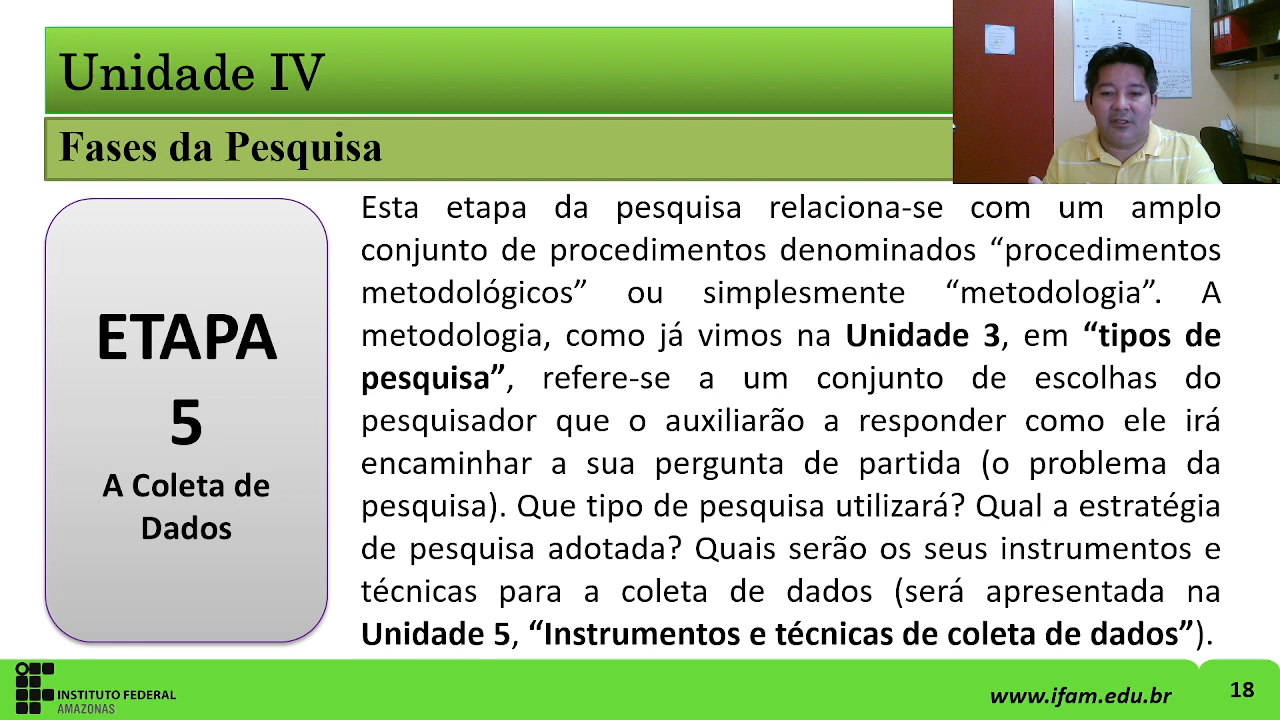 Unidade IV
Fases da Pesquisa
ETAPA
5
A Coleta de
Dados
Esta etapa da pesquisa relaciona-se com um amplo
conjunto de procedimentos denominados “procedimentos
metodológicos” ou simplesmente “metodologia”. A
metodologia, como já vimos na Unidade 3, em “tipos de
pesquisa”, refere-se a um conjunto de escolhas do
pesquisador que o auxiliarão a responder como ele irá
encaminhar a sua pergunta de partida (o problema da
pesquisa). Que tipo de pesquisa utilizará? Qual a estratégia
de pesquisa adotada? Quais serão os seus instrumentos e
técnicas para a coleta de dados (será apresentada na
Unidade 5, “Instrumentos e técnicas de coleta de dados”).
INSTITUTO FEDERAL
AMAZONAS
www.ifam.edu.br
18